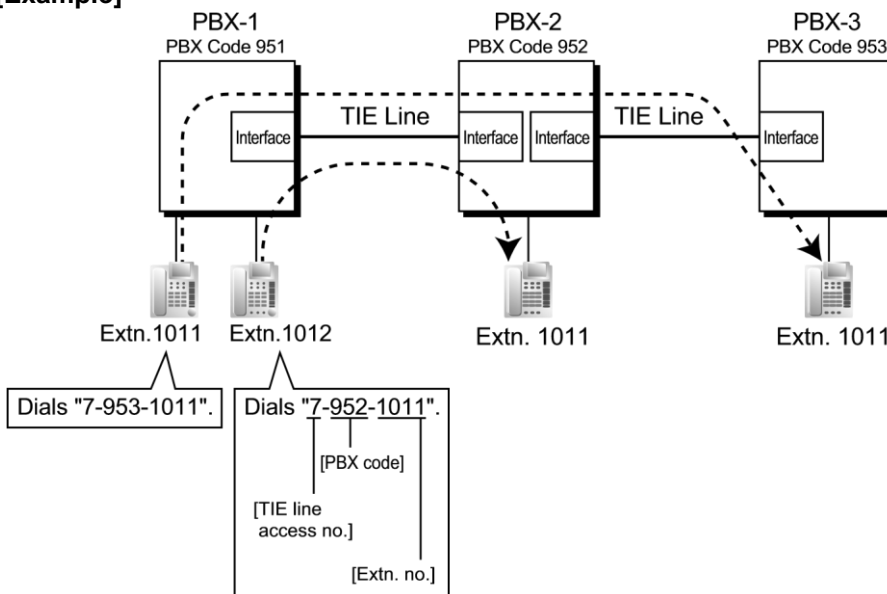 [Example]
PBX-1
PBX Code 951
PBX-2
PBX Code 952
PBX-3
PBX Code 953
TIE Line
TIE Line
Interface
Interface
Interface
Interface
Extn.1011
Extn.1012
Extn. 1011
Extn. 1011
Dials "7-953-1011".
Dials "7-952-1011".
[PBX code]
[TIE line
access no.]
[Extn. no.]